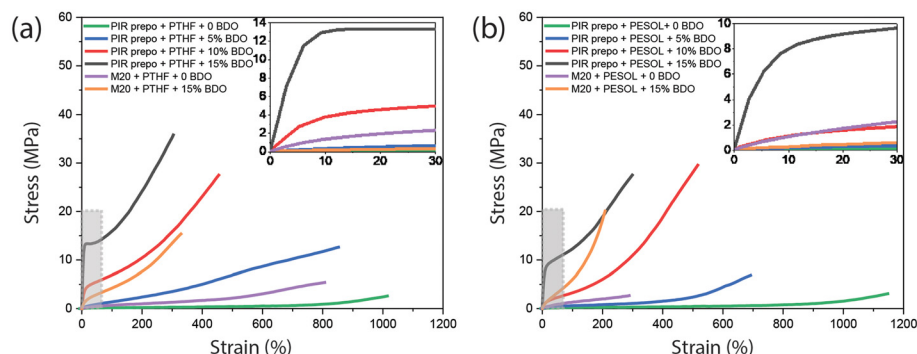 (a)
PIR prepo + PTHF + 0 BDO
PIR prepo + PTHF + 5% BDO
PIR prepo + PTHF + 10% BDO
PIR prepo + PTHF + 15% BDO
M20 + PTHF + 0 BDO
M20 + PTHF + 15% BDO
60
50
40
30
20
10
0
Stress (MPa)
0 200 400 600 800 1000 1200
Strain (%)
14
12
10
8
6
4
2
0
0 10 20 30
(b)
PIR prepo + PESOL+ 0 BDO
PIR prepo + PESOL + 5% BDO
PIR prepo + PESOL + 10% BDO
PIR prepo + PESOL + 15% BDO
M20 + PESOL + 0 BDO
M20 + PESOL + 15% BDO
60
50
40
30
20
10
0
Stress (MPa)
0 200 400 600 800 1000 1200
Strain (%)
10
8
6
4
2
0
0 10 20 30